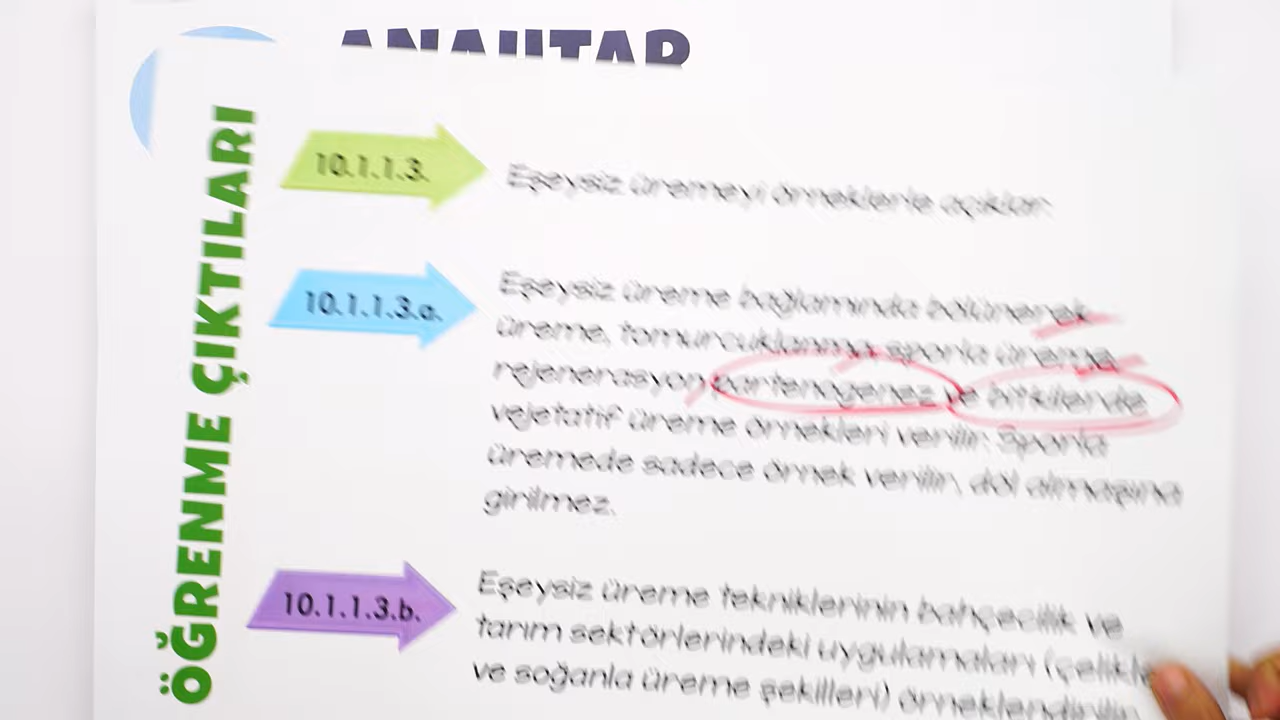 ANAHTAR
ÖĞRENME ÇIKTILARI
10.1.1.3.
Eşeysiz üremeyi örneklerle açıklar.
10.1.1.3.a.
Eşeysiz üreme bağlamında bölünerek
üreme, tomurcuklanma, sporla üreme
rejenerasyon partenogenez ve bitkilerde
vejetatif üreme örnekleri verilir. Sporla
üremede sadece örnek verilir, döl almaşına
girilmez.
10.1.1.3.b.
Eşeysiz üreme tekniklerinin bahçecilik ve
tarım sektörlerindeki uygulamaları (çelikle
ve soğanla üreme şekilleri) örneklendirilir.